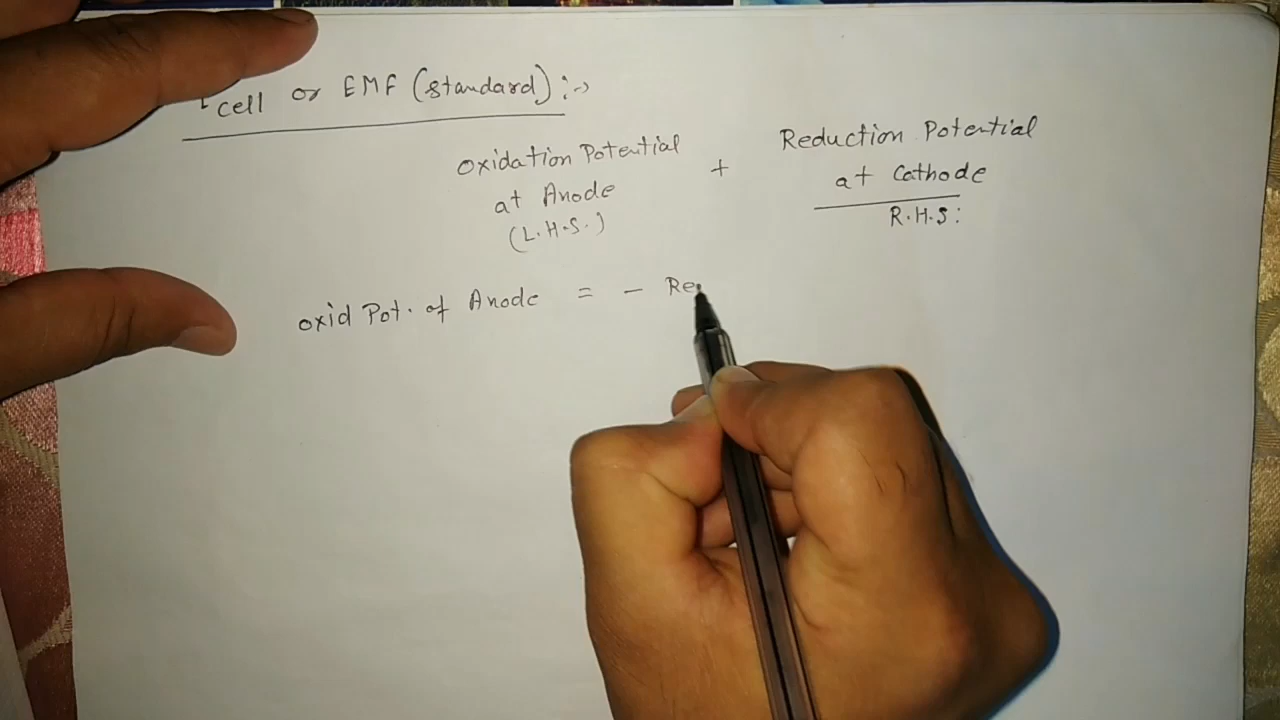 cell or EMF (standard) :->
oxidation Potential + Reduction Potential
at Anode at Cathode
(L.H.S.) R.H.S:
oxid Pot. of Anode = - Re